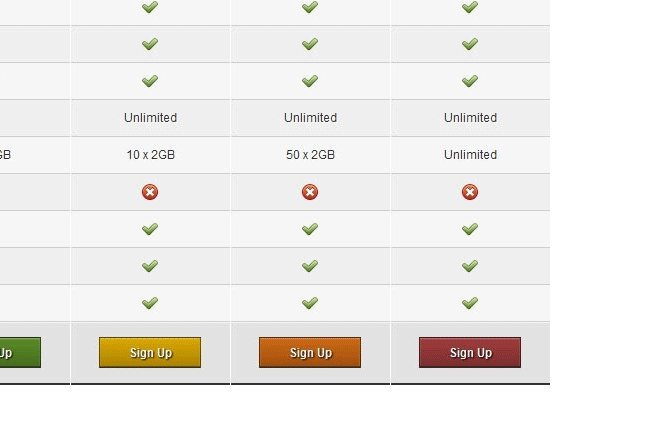 Unlimited Unlimited Unlimited
GB 10 x 2GB 50 x 2GB Unlimited
Up Sign Up Sign Up Sign Up